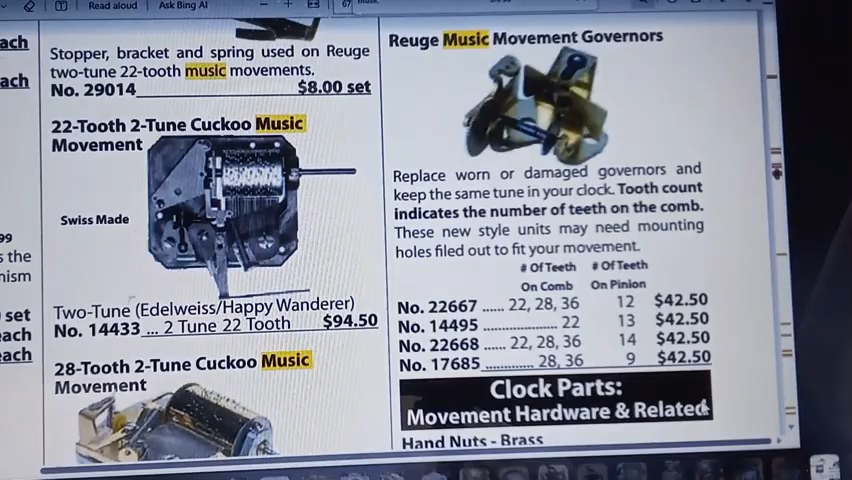 Read aloud
Ask Bing AI
ach
ach
99
s the
nism
set
each
each
Stopper, bracket and spring used on Reuge
two-tune 22-tooth music movements.
No. 29014 $8.00 set
22-Tooth 2-Tune Cuckoo Music
Movement
Swiss Made
Two-Tune (Edelweiss/Happy Wanderer)
No. 14433 ... 2 Tune 22 Tooth $94.50
28-Tooth 2-Tune Cuckoo Music
Movement
Reuge Music Movement Governors
Replace worn or damaged governors and
keep the same tune in your clock. Tooth count
indicates the number of teeth on the comb.
These new style units may need mounting
holes filed out to fit your movement.
# Of Teeth # Of Teeth
On Comb On Pinion
No. 22667 ...... 22, 28, 36 12 $42.50
No. 14495 .................... 22 13 $42.50
No. 22668 ...... 22, 28, 36 14 $42.50
No. 17685 ............. 28, 36 9 $42.50
Clock Parts:
Movement Hardware & Related
Hand Nuts - Brass